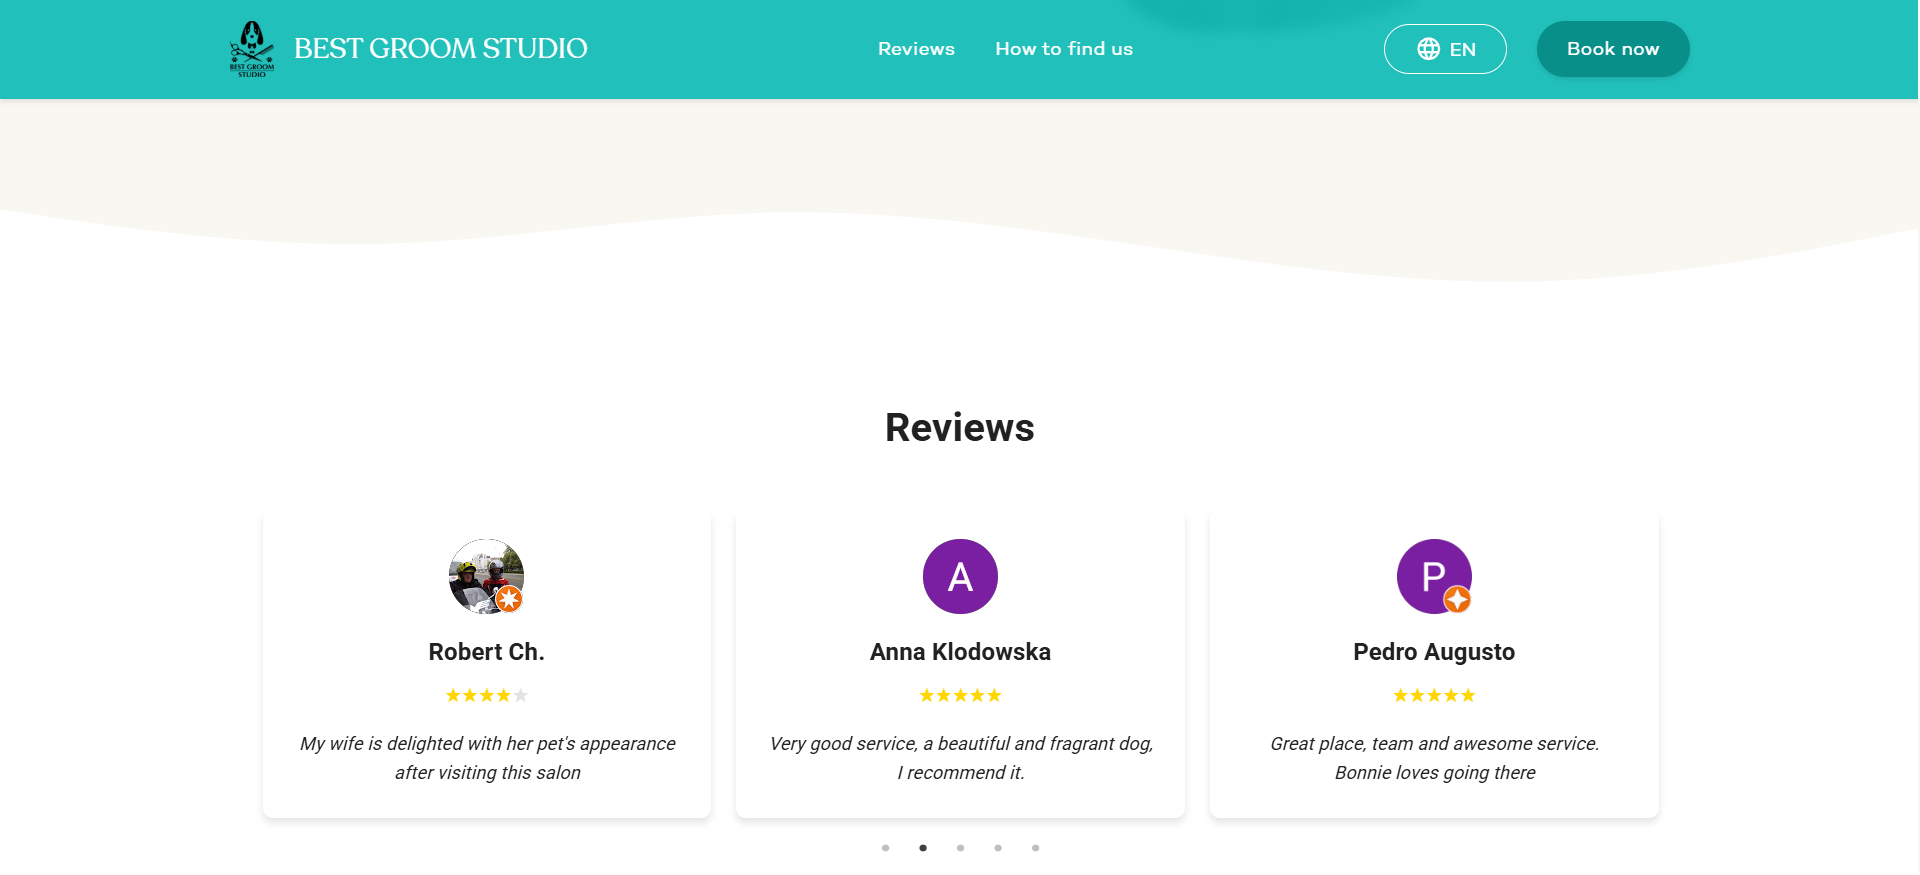 BEST GROOM
STUDIO
BEST GROOM STUDIO
Reviews
How to find us
EN
Book now
Reviews
A
P
Robert Ch.
Anna Klodowska
Pedro Augusto
My wife is delighted with her pet's appearance
after visiting this salon
Very good service, a beautiful and fragrant dog,
I recommend it.
Great place, team and awesome service.
Bonnie loves going there